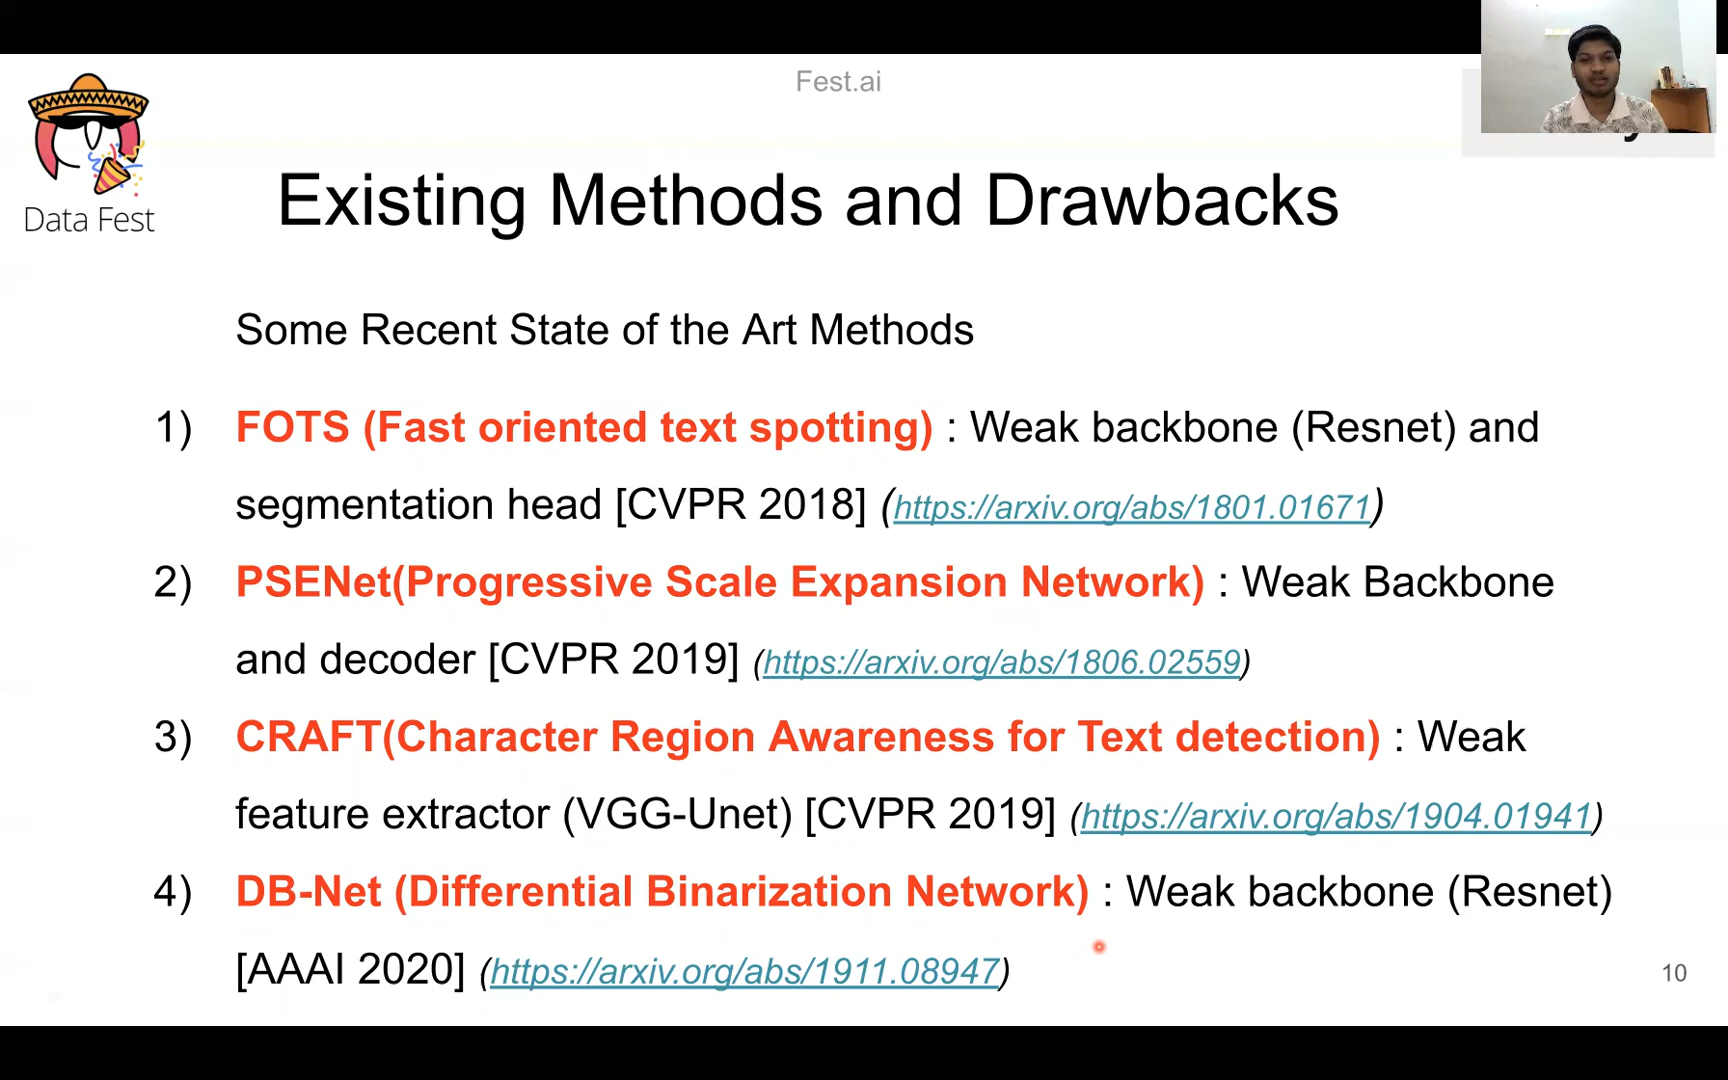 Fest.ai
Data Fest
Existing Methods and Drawbacks
Some Recent State of the Art Methods
1) FOTS (Fast oriented text spotting) : Weak backbone (Resnet) and
segmentation head [CVPR 2018] (https://arxiv.org/abs/1801.01671)
2) PSENet(Progressive Scale Expansion Network) : Weak Backbone
and decoder [CVPR 2019] (https://arxiv.org/abs/1806.02559)
3) CRAFT(Character Region Awareness for Text detection) : Weak
feature extractor (VGG-Unet) [CVPR 2019] (https://arxiv.org/abs/1904.01941)
4) DB-Net (Differential Binarization Network) : Weak backbone (Resnet)
[AAAI 2020] (https://arxiv.org/abs/1911.08947)
10